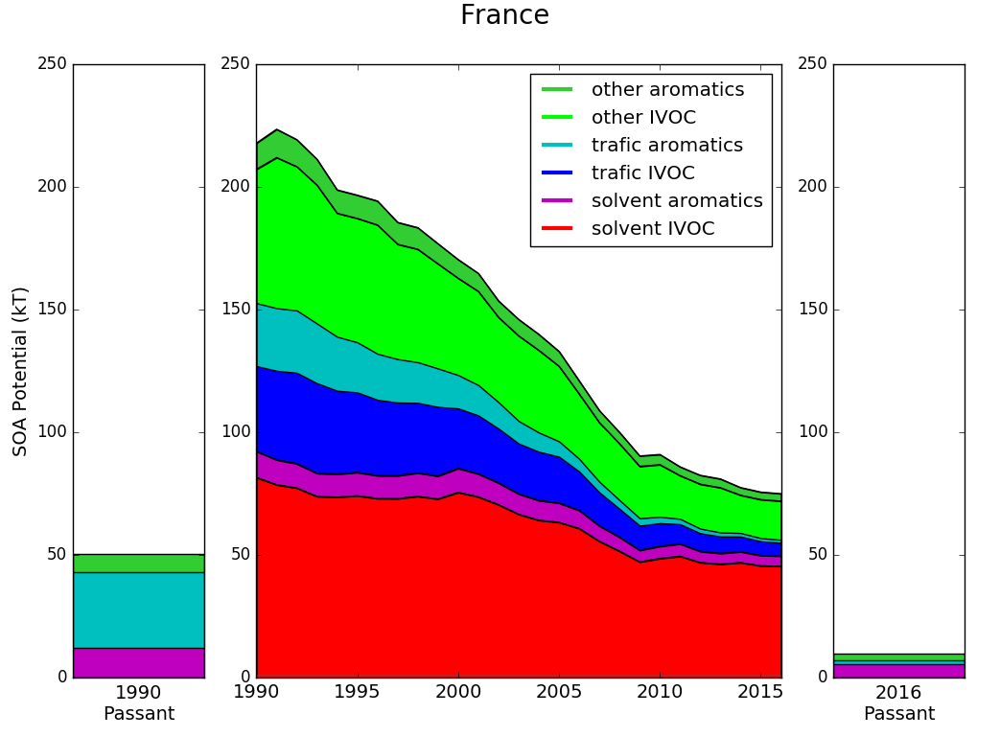 France
SOA Potential (kT)
250
200
150
100
50
0
1990
Passant
250
200
150
100
50
0
1990
1995
2000
2005
2010
2015
other aromatics
other IVOC
trafic aromatics
trafic IVOC
solvent aromatics
solvent IVOC
250
200
150
100
50
0
2016
Passant